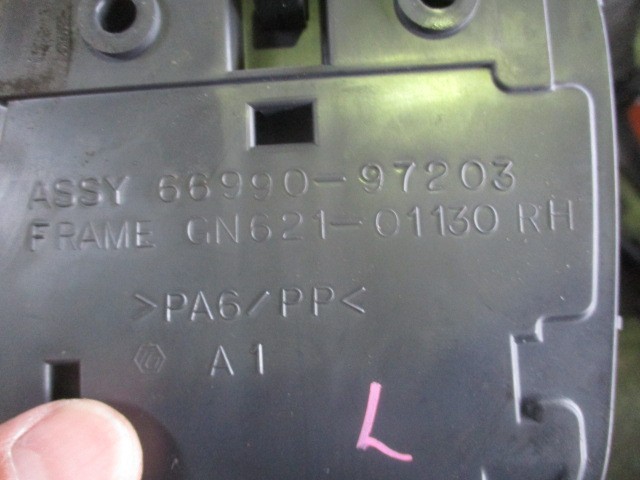 ASSY 66990-97203
FRAME GN621-01130 RH
>PA6/PP<
A1
L